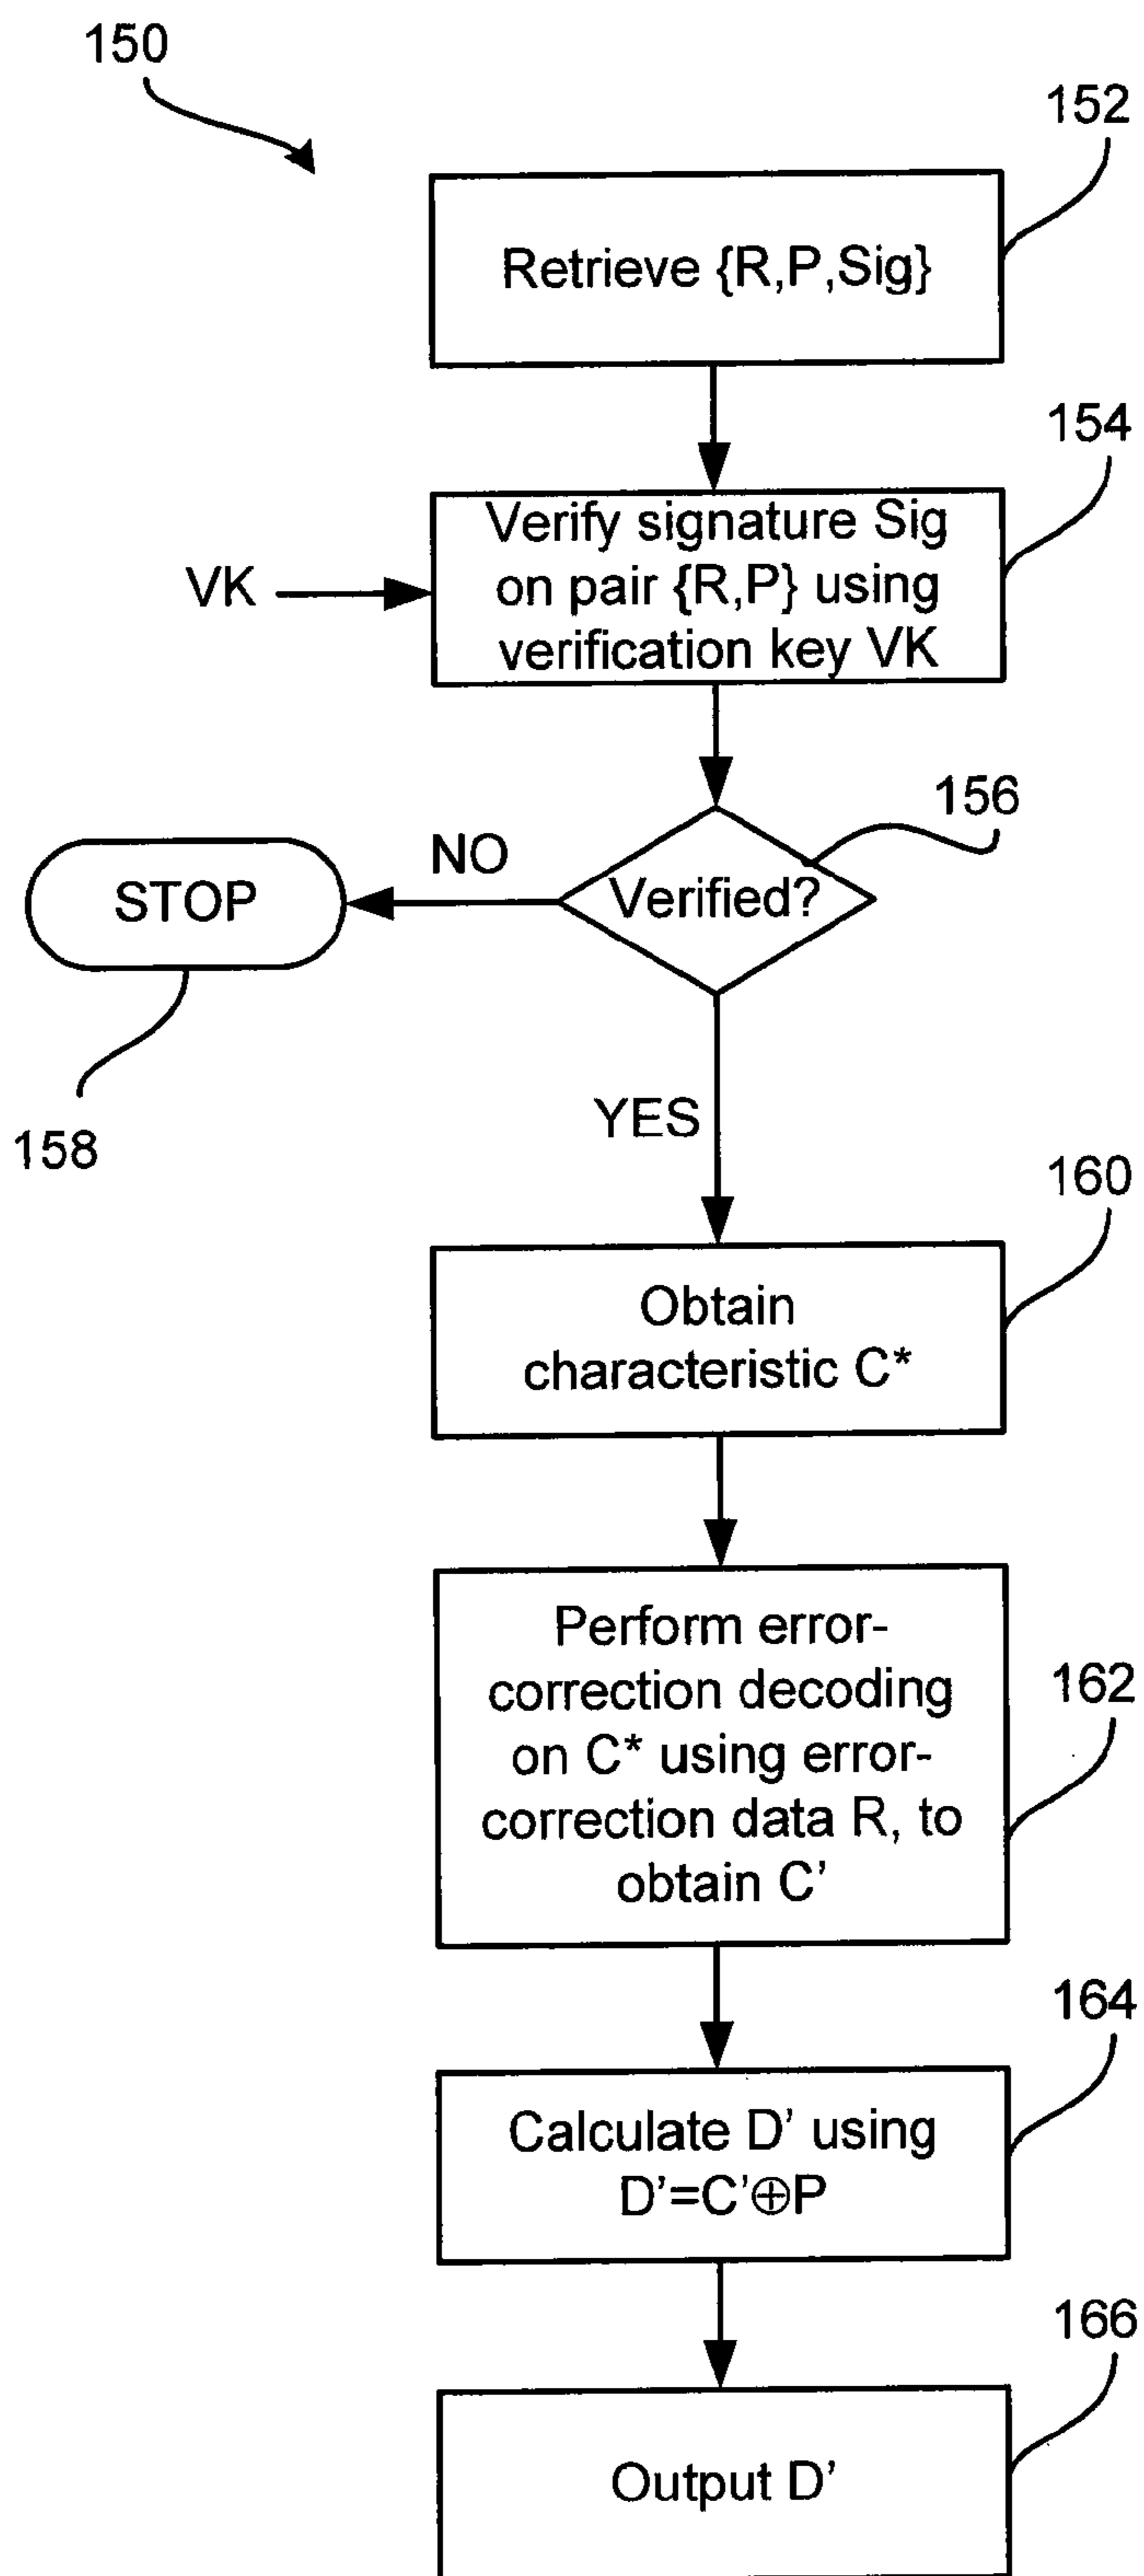 150
152
Retrieve {R,P,Sig}
154
Verify signature Sig
on pair {R,P} using
verification key VK
VK
156
Verified?
NO
STOP
158
YES
160
Obtain
characteristic C*
162
Perform error-
correction decoding
on C* using error-
correction data R, to
obtain C’
164
Calculate D’ using
D’=C’⊕P
166
Output D’